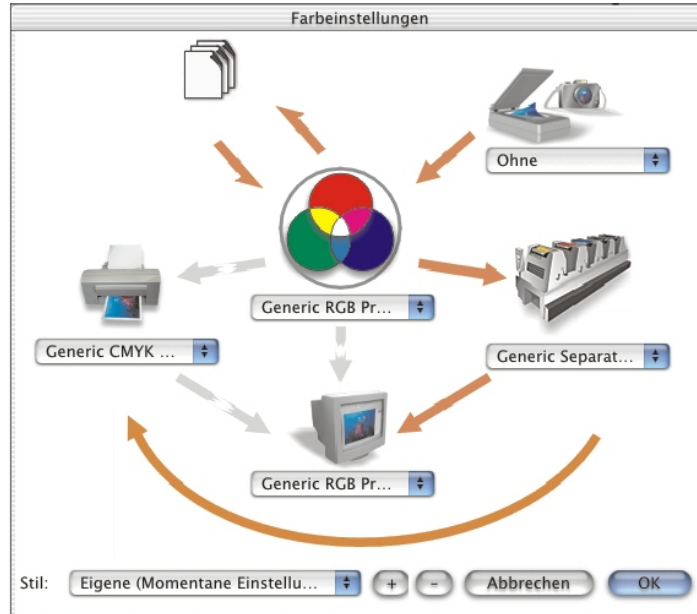 Farbeinstellungen
Ohne
Generic RGB Pr...
Generic CMYK ...
Generic Separat...
Generic RGB Pr...
Stil: Eigene (Momentane Einstellu... + - Abbrechen OK